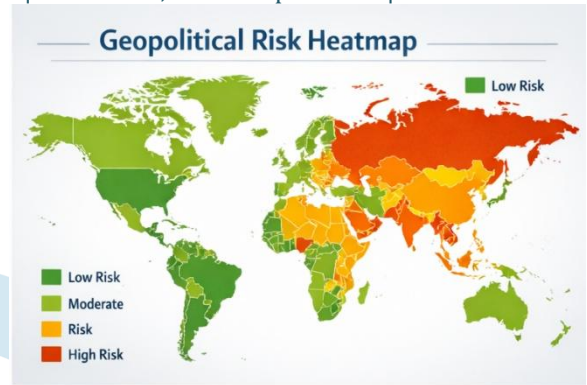 Geopolitical Risk Heatmap
Low Risk
Low Risk
Moderate
Risk
High Risk